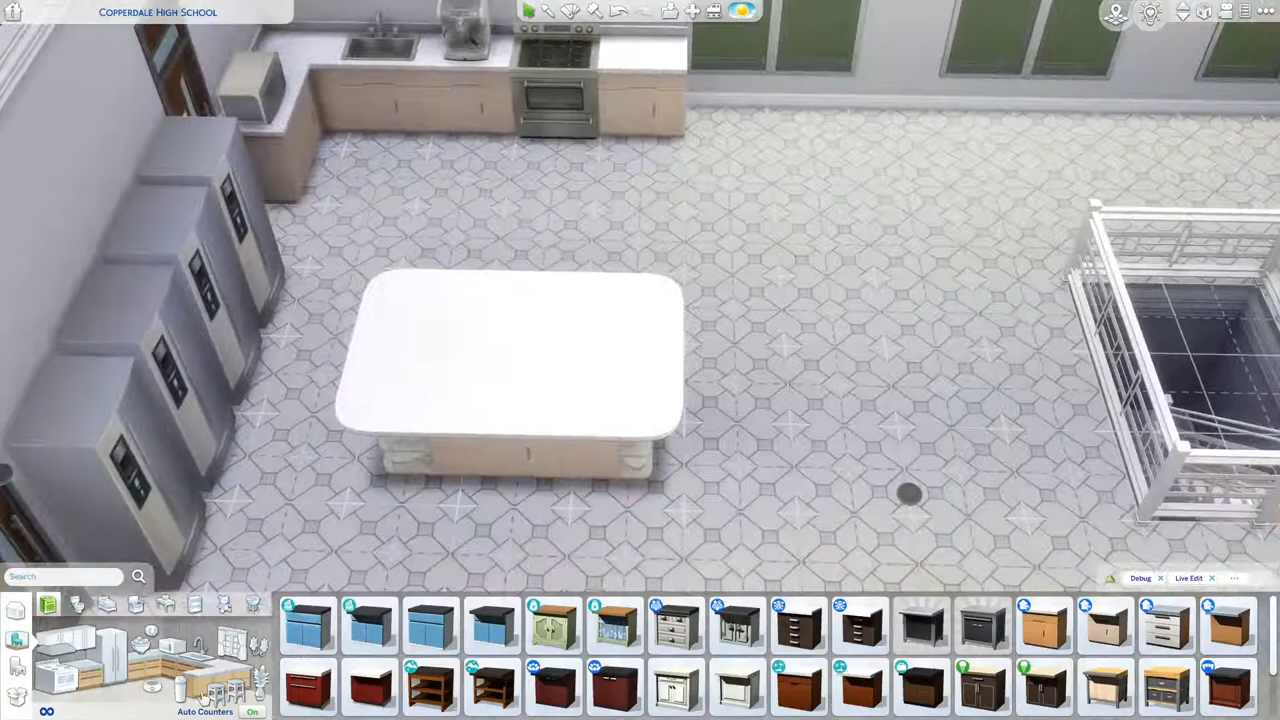 COPPERDALE HIGH SCHOOL
Search
Debug
Live Edit
Auto Counters
On